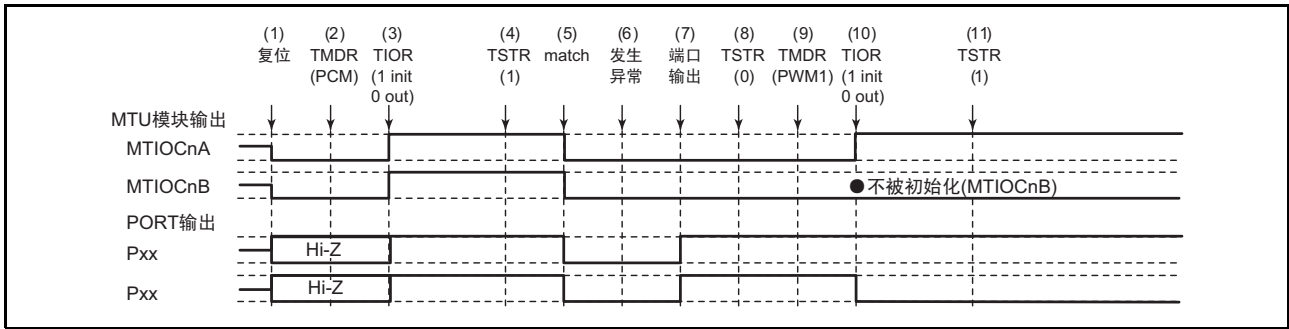 (1) (2) (3) (4) (5) (6) (7) (8) (9) (10) (11)
复位 TMDR TIOR TSTR match 发生 端口 TSTR TMDR TIOR TSTR
(PCM) (1 init (1) 异常 输出 (0) (PWM1) (1 init (1)
0 out) 0 out)
MTU模块输出
MTIOCnA
MTIOCnB
●不被初始化(MTIOCnB)
PORT输出
Pxx
Hi-Z
Pxx
Hi-Z